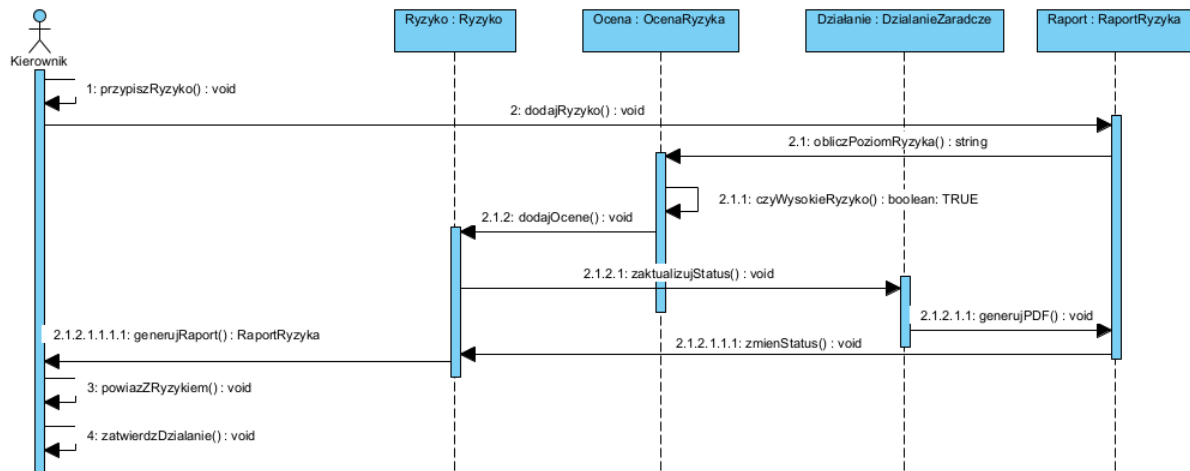 Ryzyko : Ryzyko
Ocena : OcenaRyzyka
Działanie : DzialanieZaradcze
Raport : RaportRyzyka
Kierownik
1: przypiszRyzyko() : void
2: dodajRyzyko() : void
2.1: obliczPoziomRyzyka() : string
2.1.1: czyWysokieRyzyko() : boolean: TRUE
2.1.2: dodajOcene() : void
2.1.2.1: zaktualizujStatus() : void
2.1.2.1.1: generujPDF() : void
2.1.2.1.1.1.1: generujRaport() : RaportRyzyka
2.1.2.1.1.1: zmienStatus() : void
3: powiazZRyzykiem() : void
4: zatwierdzDzialanie() : void